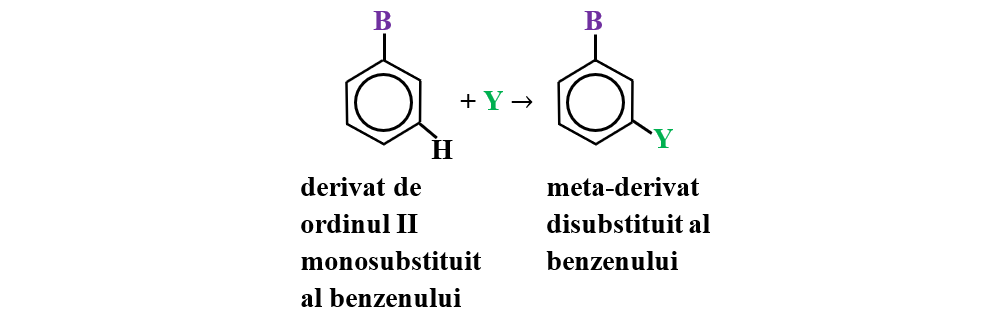 B B
+ Y →
H Y
derivat de
ordinul II
monosubstituit
al benzenului
meta-derivat
disubstituit al
benzenului